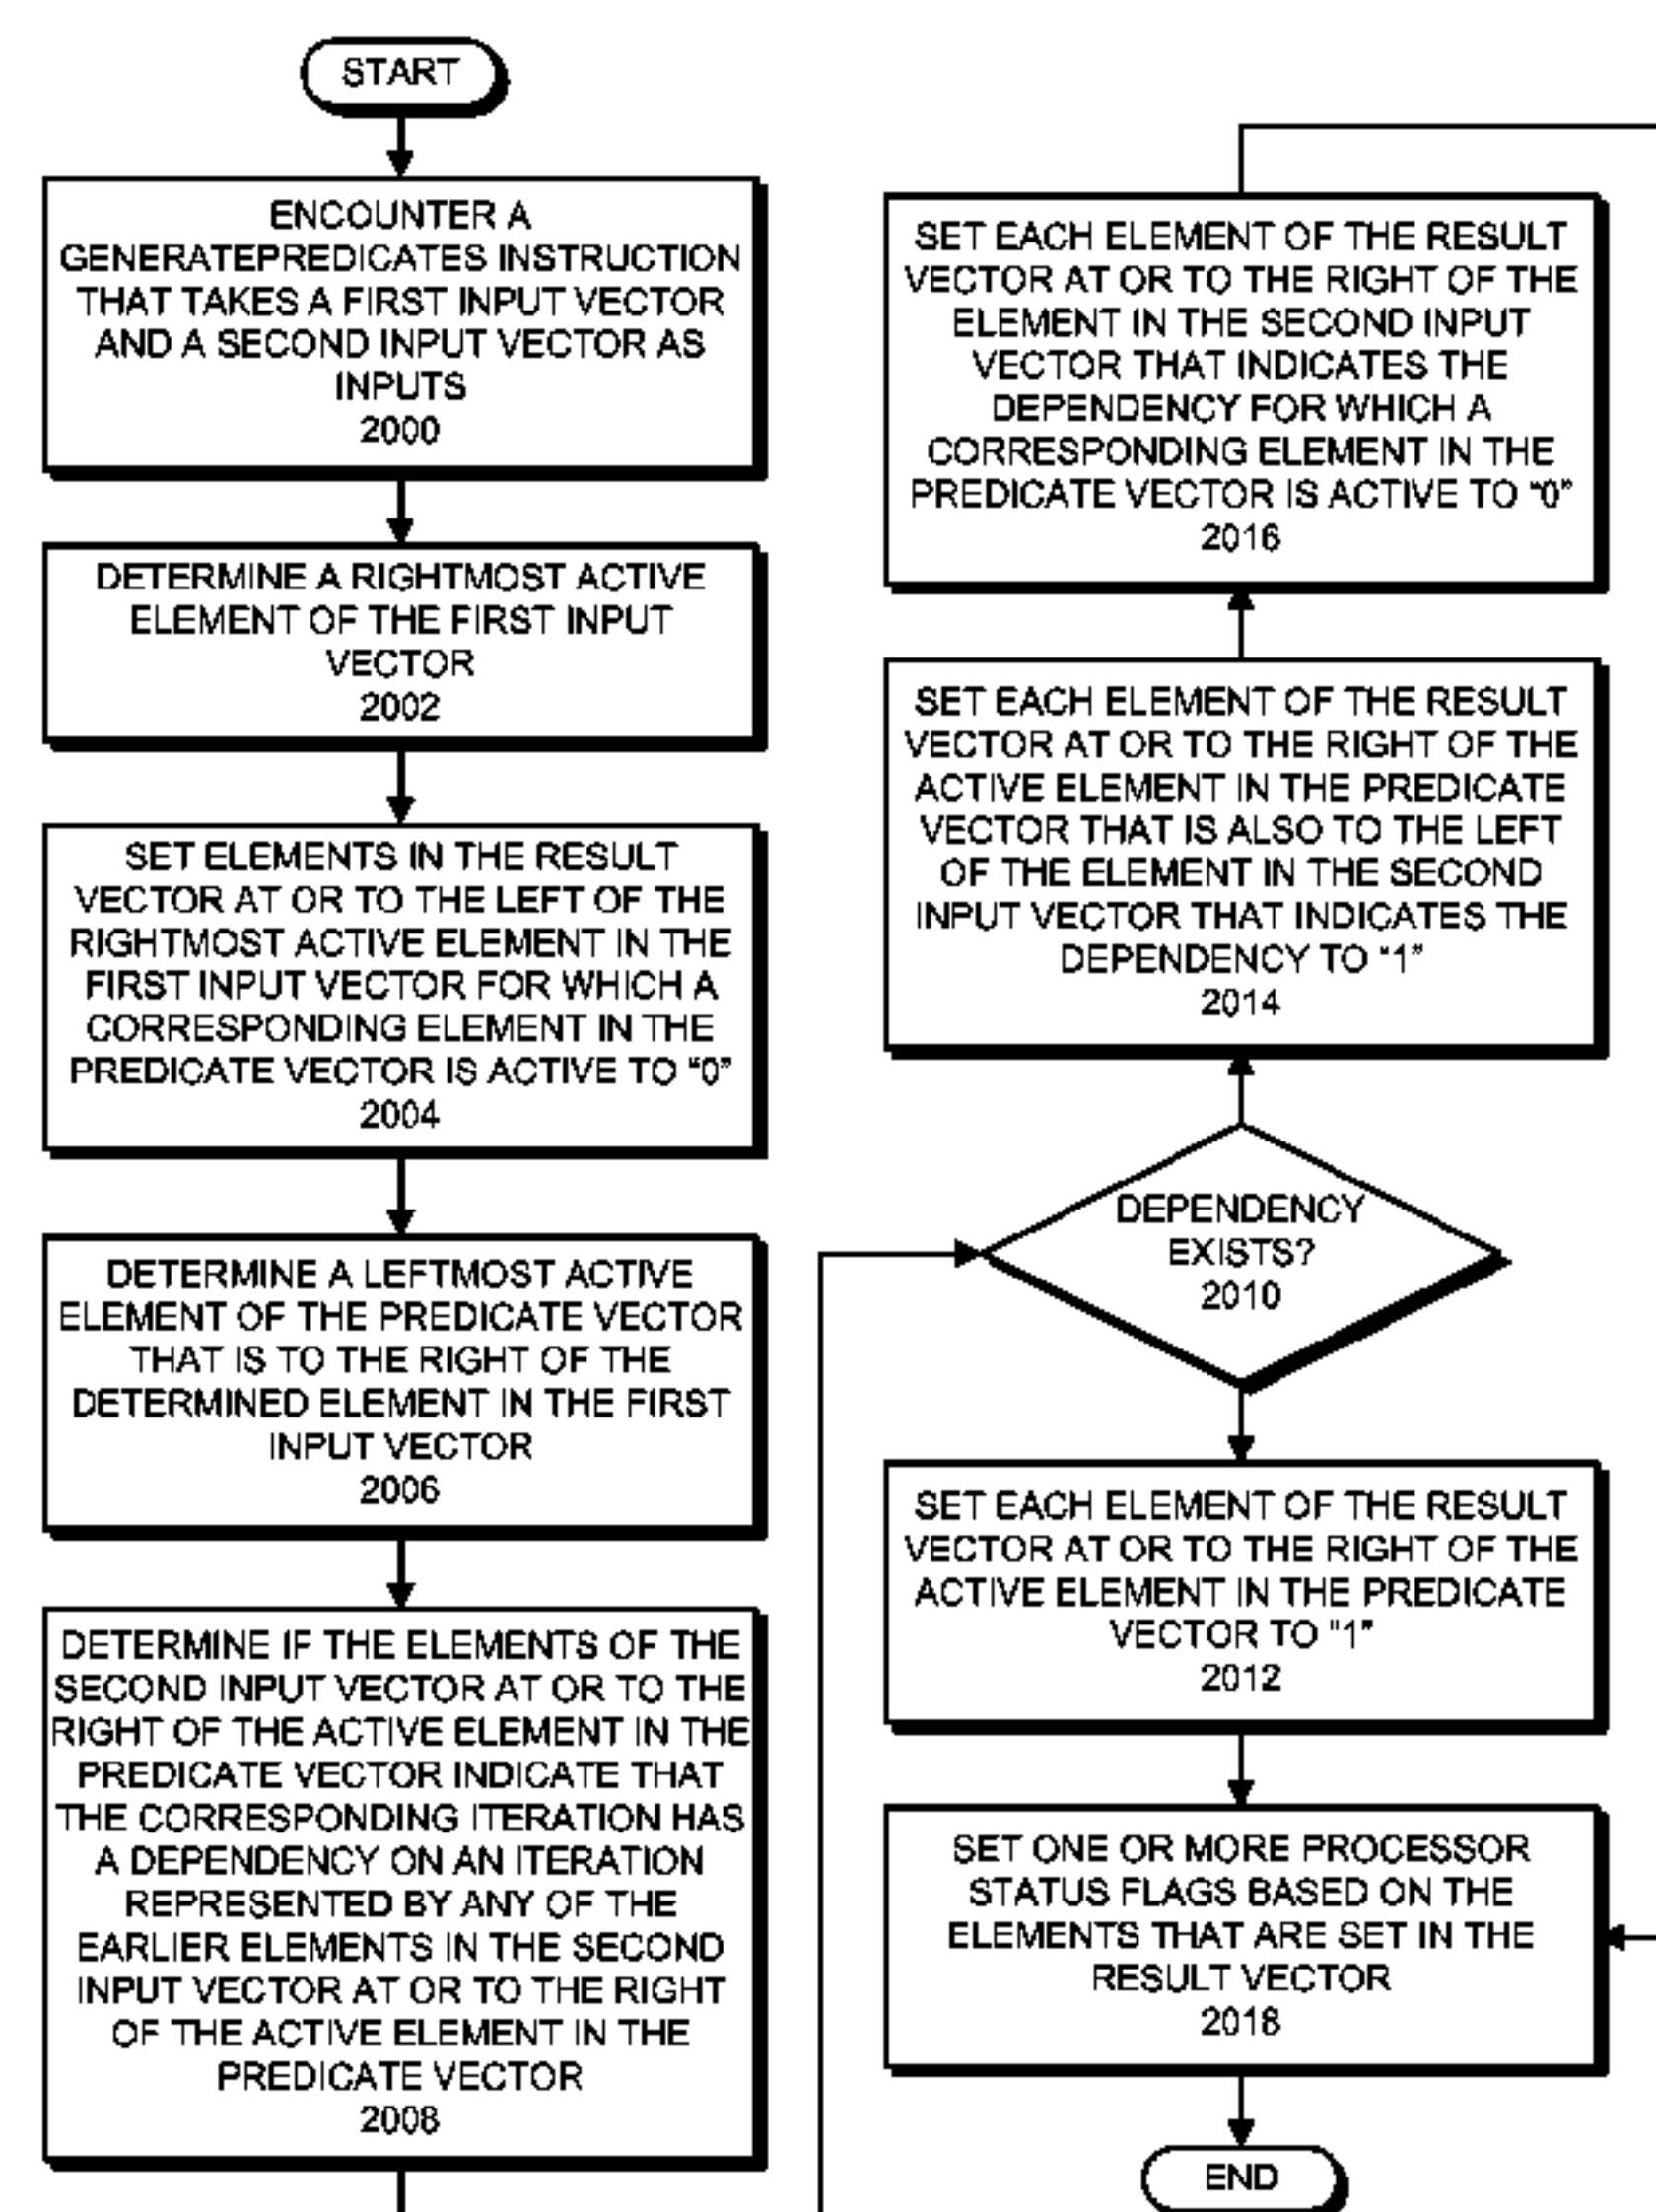 START
ENCOUNTER A
GENERATEPREDICATES INSTRUCTION
THAT TAKES A FIRST INPUT VECTOR
AND A SECOND INPUT VECTOR AS
INPUTS
2000
DETERMINE A RIGHTMOST ACTIVE
ELEMENT OF THE FIRST INPUT
VECTOR
2002
SET ELEMENTS IN THE RESULT
VECTOR AT OR TO THE LEFT OF THE
RIGHTMOST ACTIVE ELEMENT IN THE
FIRST INPUT VECTOR FOR WHICH A
CORRESPONDING ELEMENT IN THE
PREDICATE VECTOR IS ACTIVE TO “0”
2004
DETERMINE A LEFTMOST ACTIVE
ELEMENT OF THE PREDICATE VECTOR
THAT IS TO THE RIGHT OF THE
DETERMINED ELEMENT IN THE FIRST
INPUT VECTOR
2006
DETERMINE IF THE ELEMENTS OF THE
SECOND INPUT VECTOR AT OR TO THE
RIGHT OF THE ACTIVE ELEMENT IN THE
PREDICATE VECTOR INDICATE THAT
THE CORRESPONDING ITERATION HAS
A DEPENDENCY ON AN ITERATION
REPRESENTED BY ANY OF THE
EARLIER ELEMENTS IN THE SECOND
INPUT VECTOR AT OR TO THE RIGHT
OF THE ACTIVE ELEMENT IN THE
PREDICATE VECTOR
2008
SET EACH ELEMENT OF THE RESULT
VECTOR AT OR TO THE RIGHT OF THE
ELEMENT IN THE SECOND INPUT
VECTOR THAT INDICATES THE
DEPENDENCY FOR WHICH A
CORRESPONDING ELEMENT IN THE
PREDICATE VECTOR IS ACTIVE TO “0”
2016
SET EACH ELEMENT OF THE RESULT
VECTOR AT OR TO THE RIGHT OF THE
ACTIVE ELEMENT IN THE PREDICATE
VECTOR THAT IS ALSO TO THE LEFT
OF THE ELEMENT IN THE SECOND
INPUT VECTOR THAT INDICATES THE
DEPENDENCY TO “1”
2014
DEPENDENCY
EXISTS?
2010
SET EACH ELEMENT OF THE RESULT
VECTOR AT OR TO THE RIGHT OF THE
ACTIVE ELEMENT IN THE PREDICATE
VECTOR TO “1”
2012
SET ONE OR MORE PROCESSOR
STATUS FLAGS BASED ON THE
ELEMENTS THAT ARE SET IN THE
RESULT VECTOR
2018
END